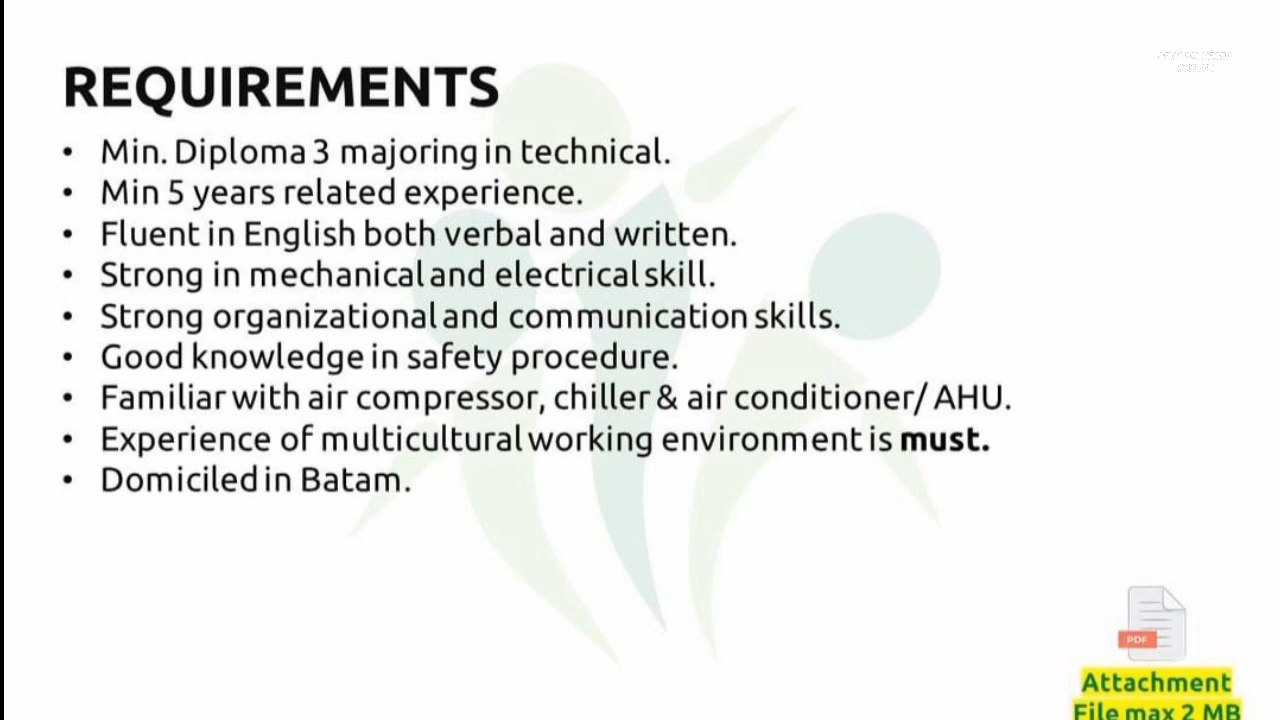 REQUIREMENTS
• Min. Diploma 3 majoring in technical.
• Min 5 years related experience.
• Fluent in English both verbal and written.
• Strong in mechanical and electrical skill.
• Strong organizational and communication skills.
• Good knowledge in safety procedure.
• Familiar with air compressor, chiller & air conditioner/ AHU.
• Experience of multicultural working environment is must.
• Domiciled in Batam.
PDF
Attachment
File max 2 MB